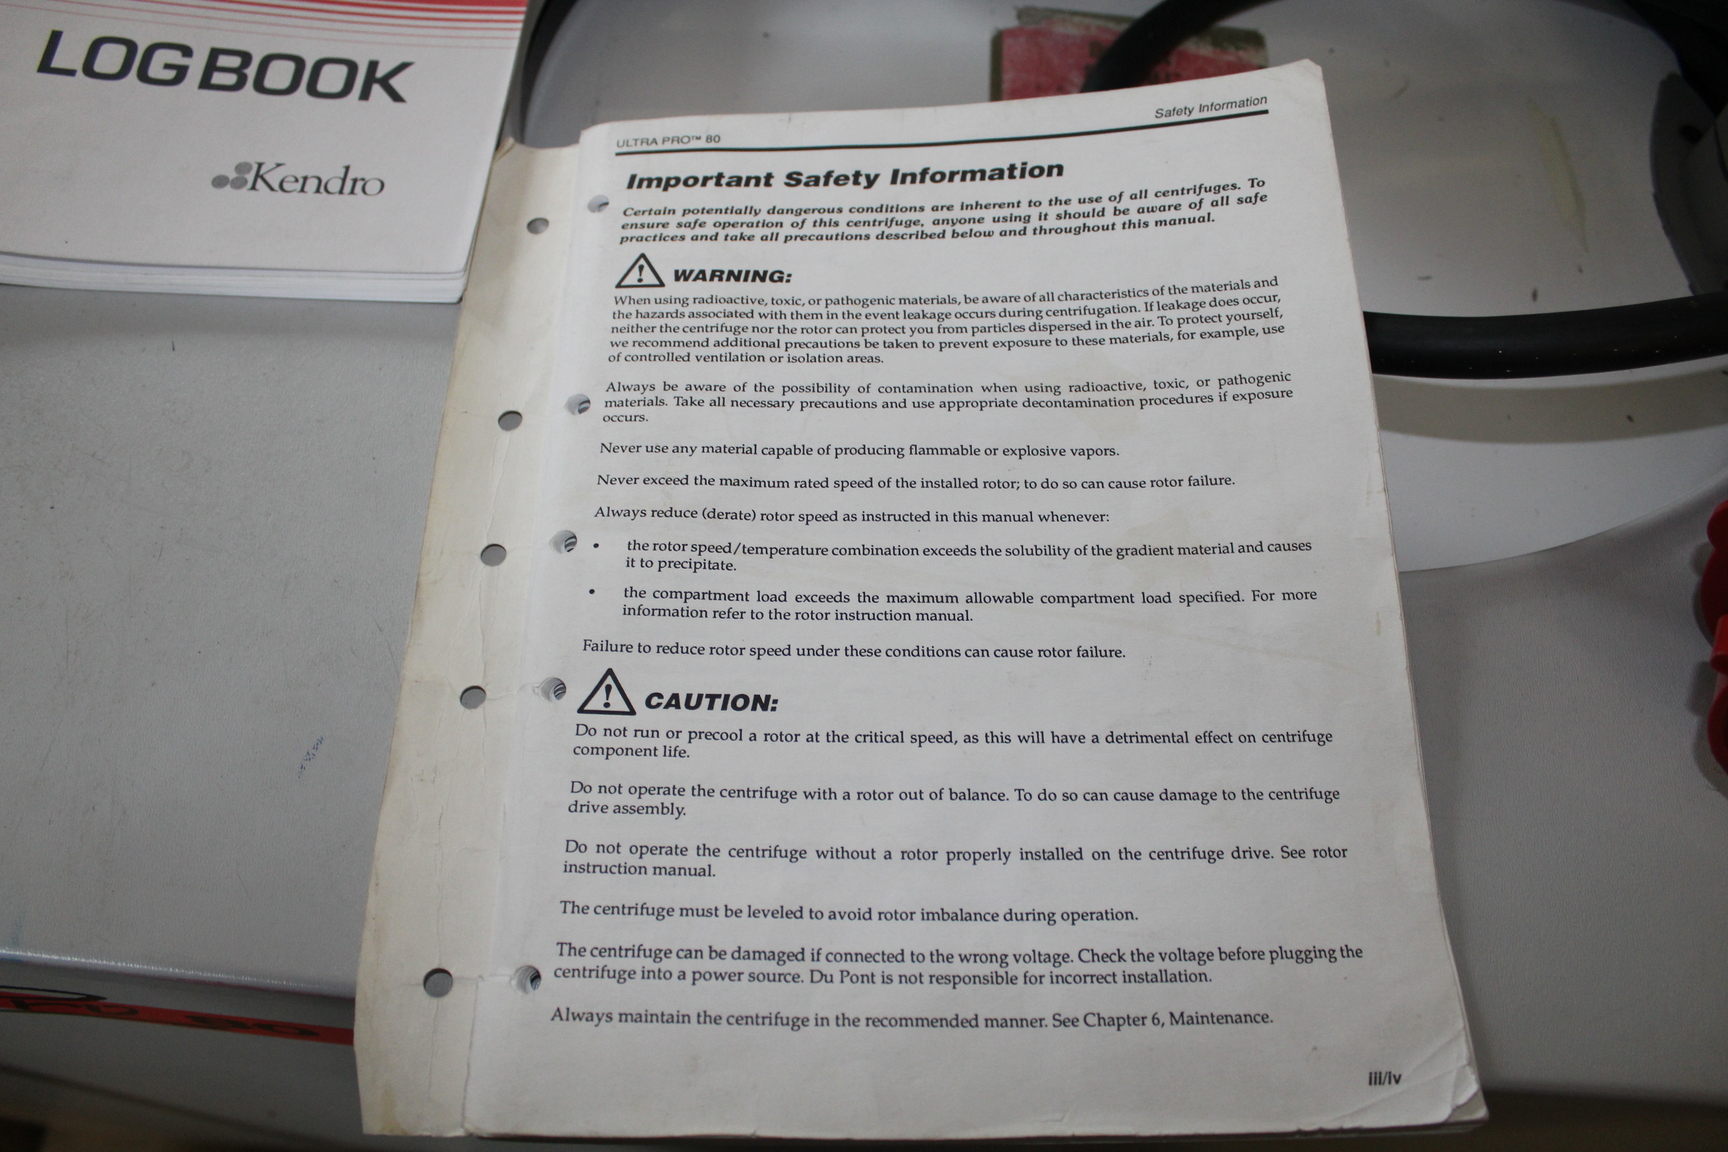 LOGBOOK
Kendro
ULTRA PRO™ 80
Safety Information
Important Safety Information
Certain potentially dangerous conditions are inherent to the use of all centrifuges. To
ensure safe operation of this centrifuge, anyone using it should be aware of all safe
practices and take all precautions described below and throughout this manual.
WARNING:
When using radioactive, toxic, or pathogenic materials, be aware of all characteristics of the materials and
the hazards associated with them in the event leakage occurs during centrifugation. If leakage does occur,
neither the centrifuge nor the rotor can protect you from particles dispersed in the air. To protect yourself,
we recommend additional precautions be taken to prevent exposure to these materials, for example, use
of controlled ventilation or isolation areas.
Always be aware of the possibility of contamination when using radioactive, toxic, or pathogenic
materials. Take all necessary precautions and use appropriate decontamination procedures if exposure
occurs.
Never use any material capable of producing flammable or explosive vapors.
Never exceed the maximum rated speed of the installed rotor; to do so can cause rotor failure.
Always reduce (derate) rotor speed as instructed in this manual whenever:
• the rotor speed/temperature combination exceeds the solubility of the gradient material and causes
it to precipitate.
• the compartment load exceeds the maximum allowable compartment load specified. For more
information refer to the rotor instruction manual.
Failure to reduce rotor speed under these conditions can cause rotor failure.
CAUTION:
Do not run or precool a rotor at the critical speed, as this will have a detrimental effect on centrifuge
component life.
Do not operate the centrifuge with a rotor out of balance. To do so can cause damage to the centrifuge
drive assembly.
Do not operate the centrifuge without a rotor properly installed on the centrifuge drive. See rotor
instruction manual.
The centrifuge must be leveled to avoid rotor imbalance during operation.
The centrifuge can be damaged if connected to the wrong voltage. Check the voltage before plugging the
centrifuge into a power source. Du Pont is not responsible for incorrect installation.
Always maintain the centrifuge in the recommended manner. See Chapter 6, Maintenance.
iii/iv